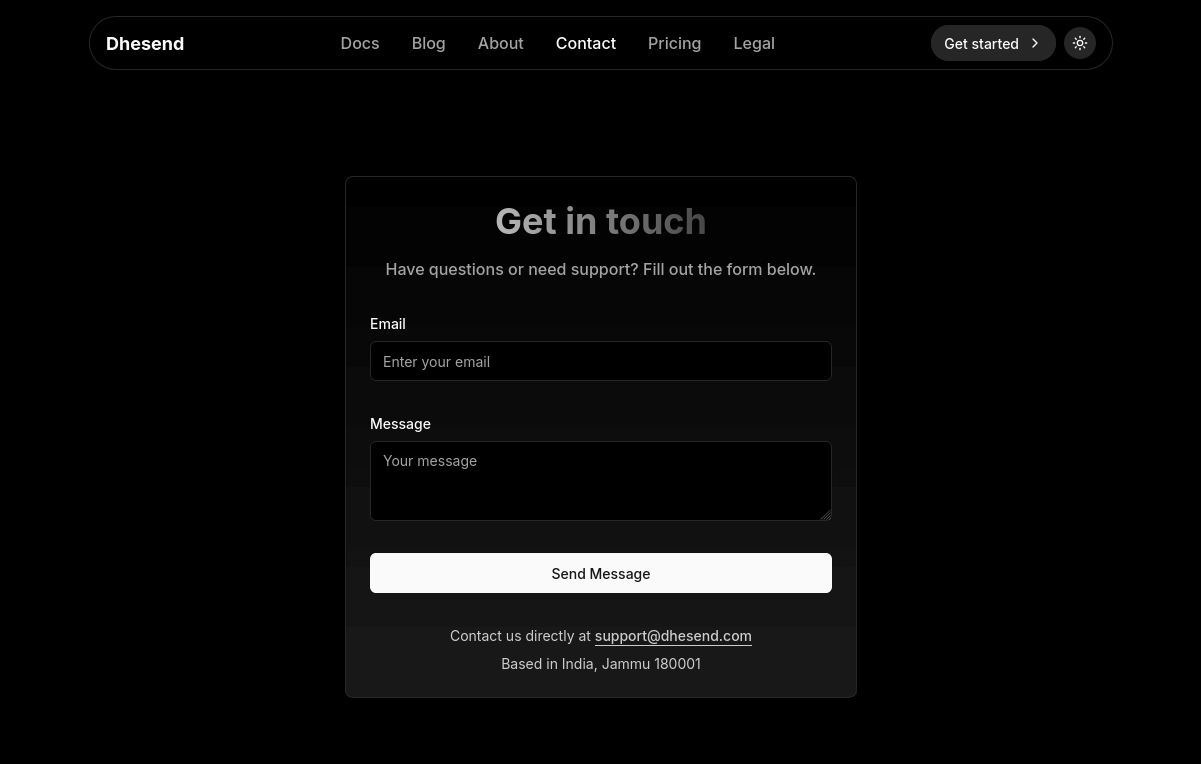 Dhesend Docs Blog About Contact Pricing Legal Get started
Get in touch
Have questions or need support? Fill out the form below.
Email
Enter your email
Message
Your message
Send Message
Contact us directly at support@dhesend.com
Based in India, Jammu 180001